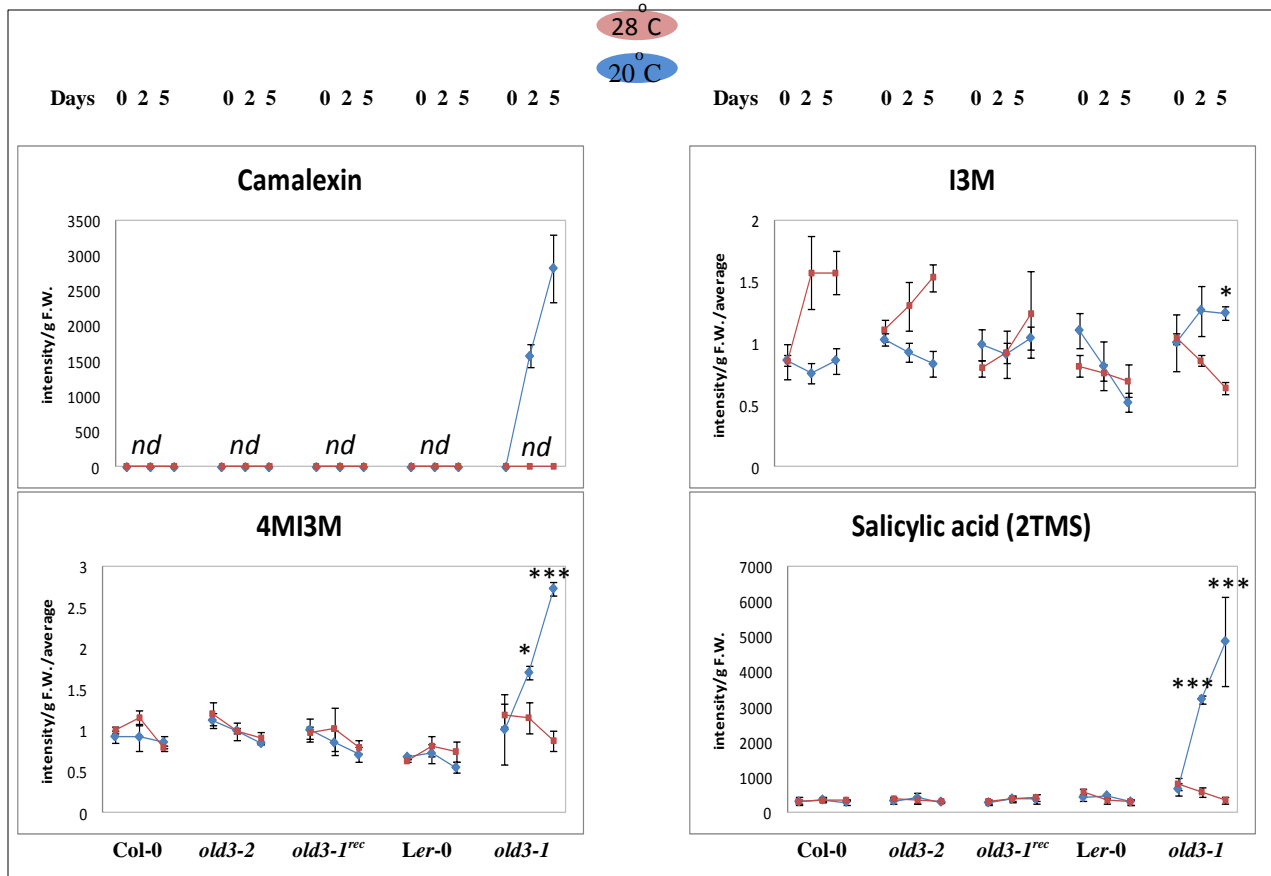 28°C
20°C
Days 0 2 5 0 2 5 0 2 5 0 2 5 0 2 5 Days 0 2 5 0 2 5 0 2 5 0 2 5 0 2 5
Camalexin
intensity/g F.W.
3500
3000
2500
2000
1500
1000
500
0
nd nd nd nd nd
I3M
intensity/g F.W./average
2
1.5
1
0.5
0
*
4MI3M
intensity/g F.W./average
3
2.5
2
1.5
1
0.5
0
***
*
Col-0 old3-2 old3-1rec Ler-0 old3-1
Salicylic acid (2TMS)
intensity/g F.W.
7000
6000
5000
4000
3000
2000
1000
0
***
***
Col-0 old3-2 old3-1rec Ler-0 old3-1